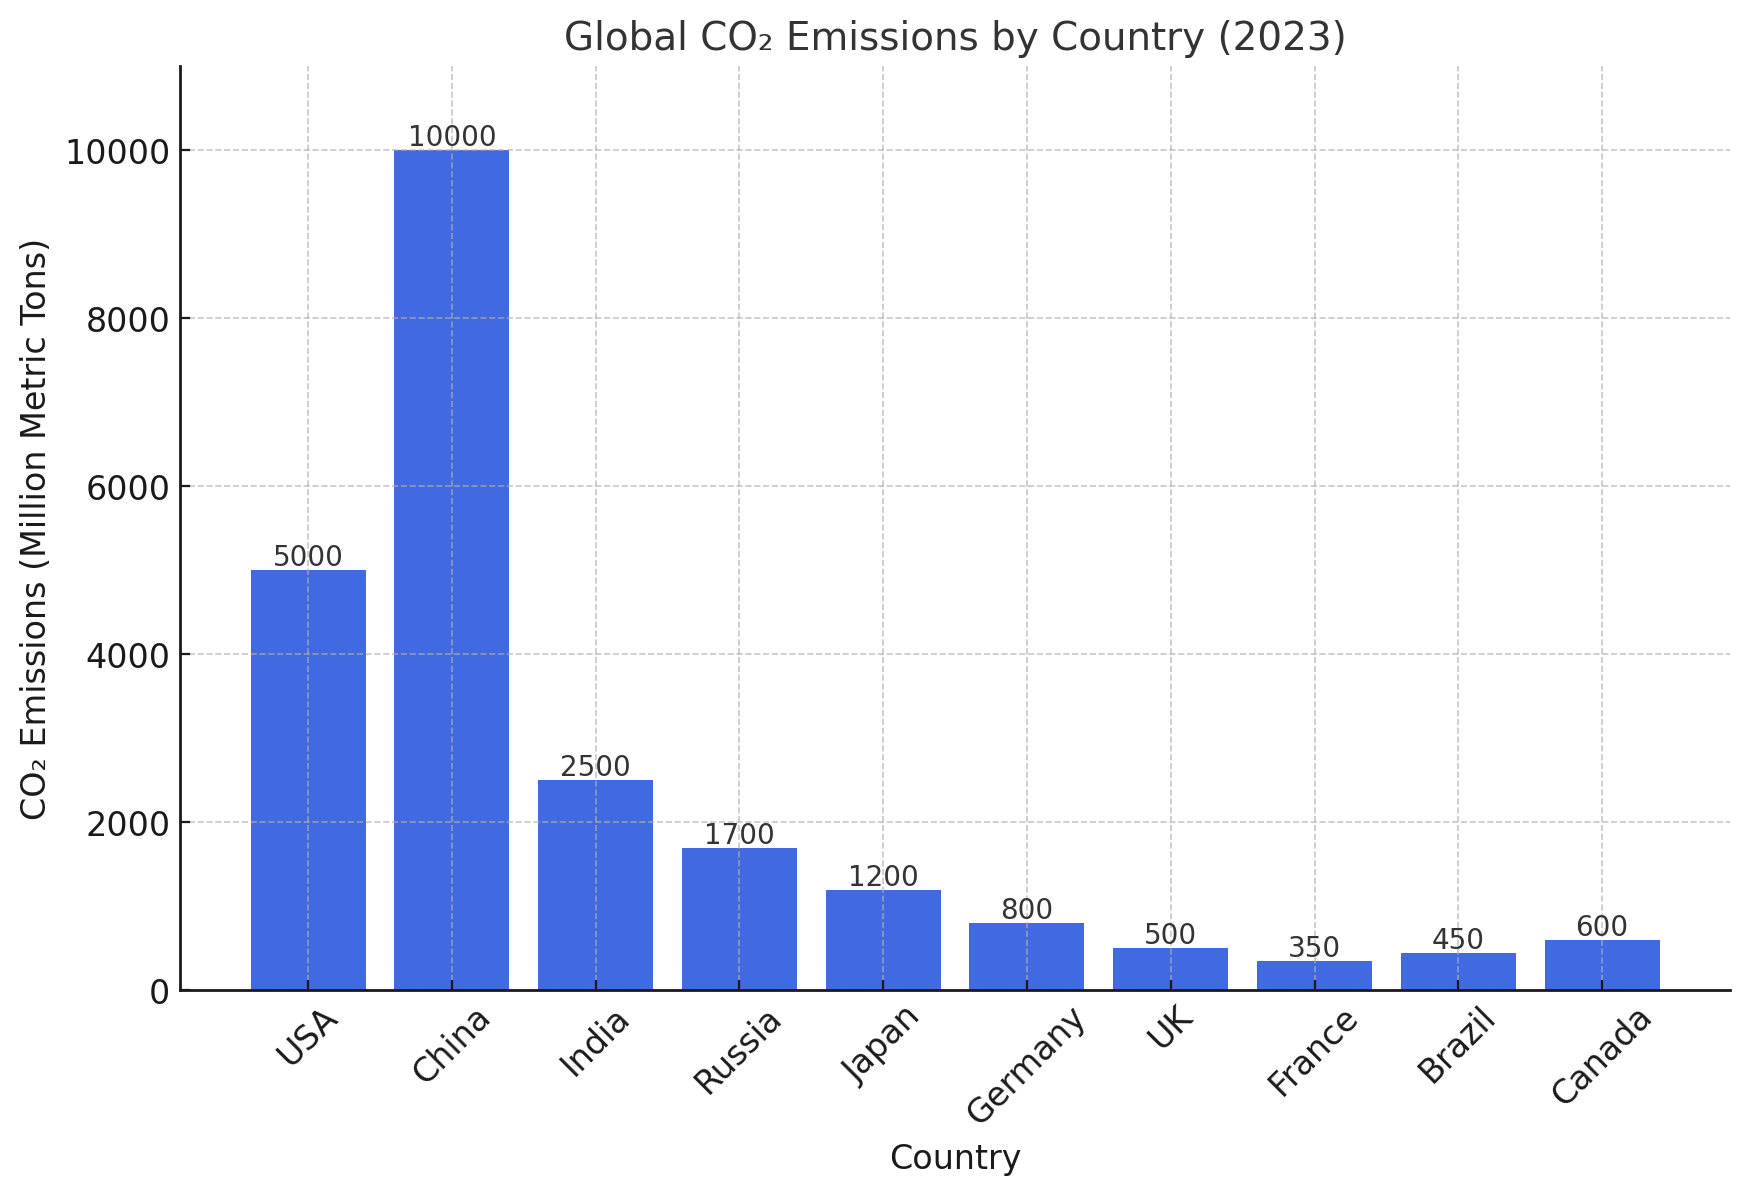 Global CO₂ Emissions by Country (2023)
CO₂ Emissions (Million Metric Tons)
10000
8000
6000
4000
2000
0
5000
10000
2500
1700
1200
800
500
350
450
600
USA
China
India
Russia
Japan
Germany
UK
France
Brazil
Canada
Country